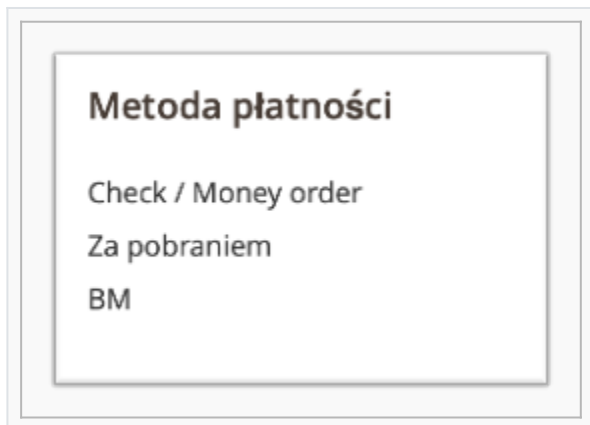 Metoda płatności
Check / Money order
Za pobraniem
BM